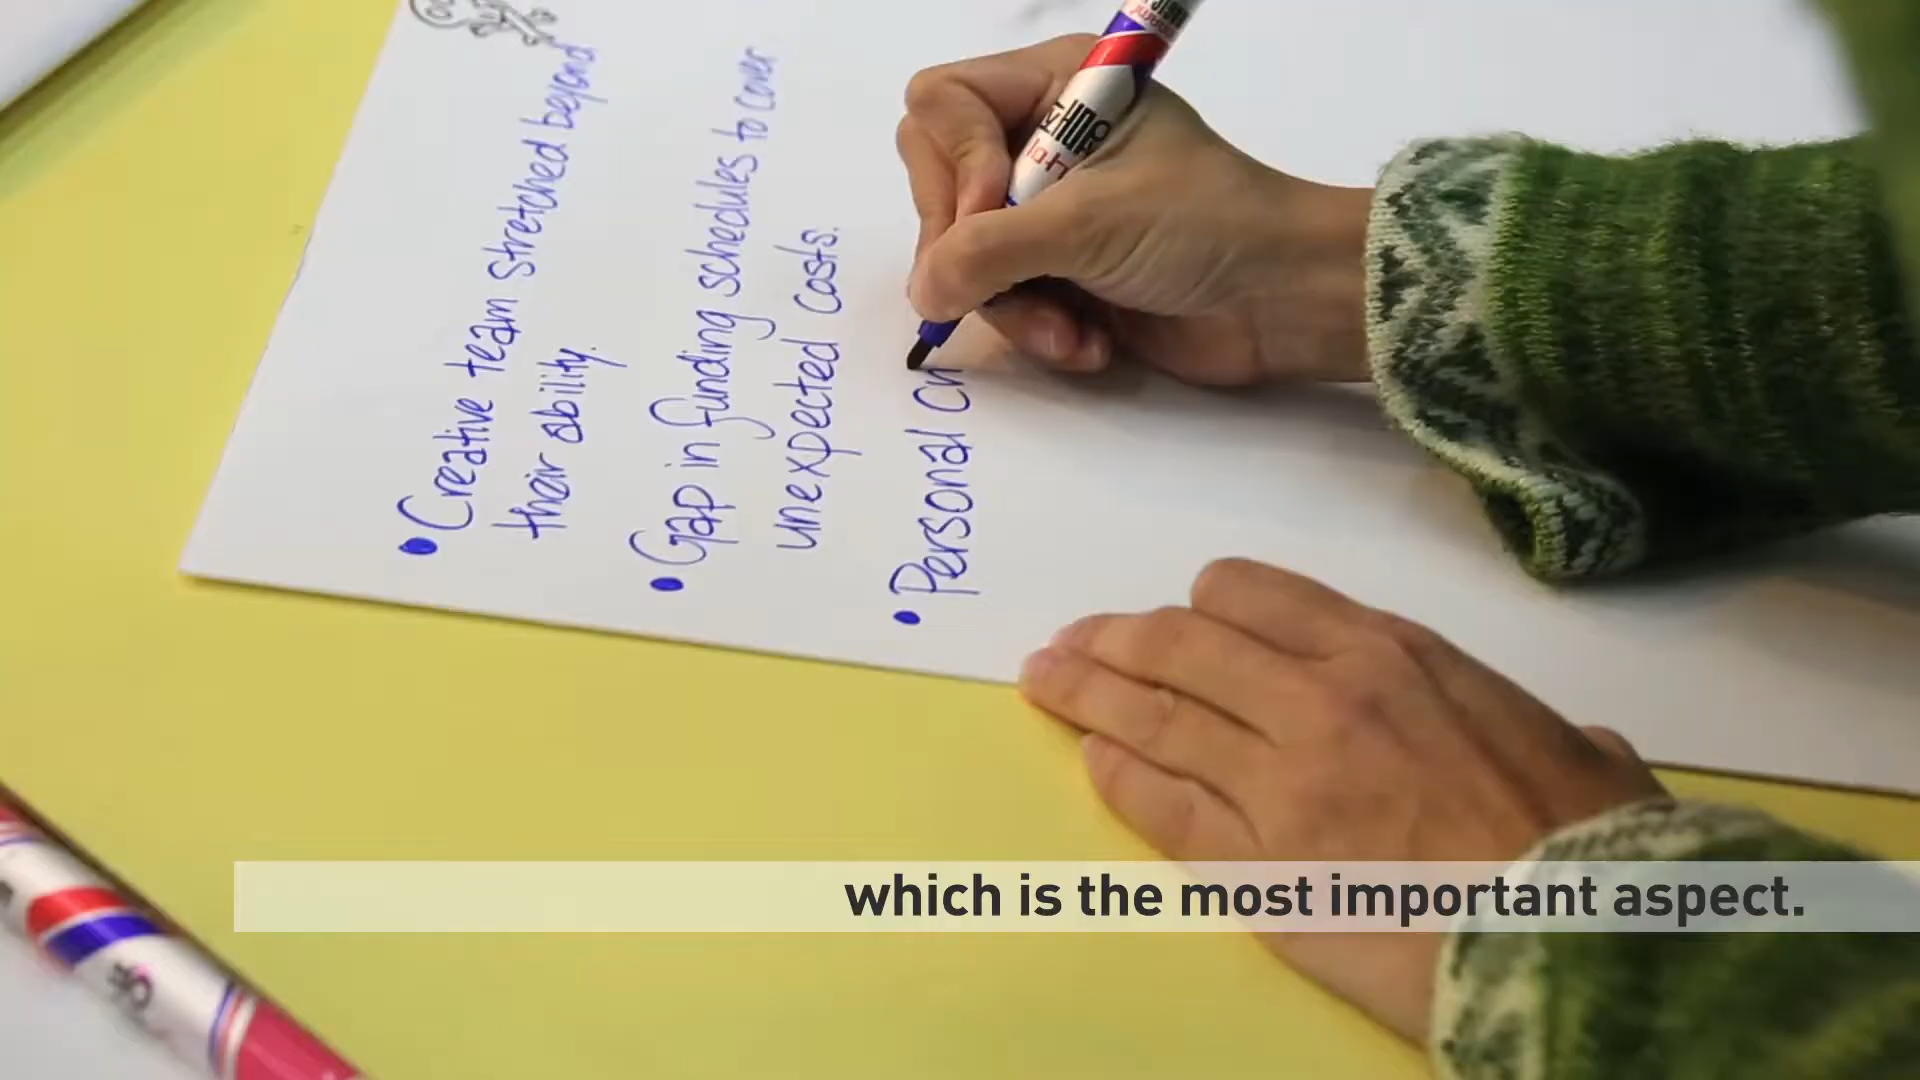 • Creative team stretched beyond
their ability.
• Gap in funding schedules to cover
unexpected costs.
• Personal
which is the most important aspect.